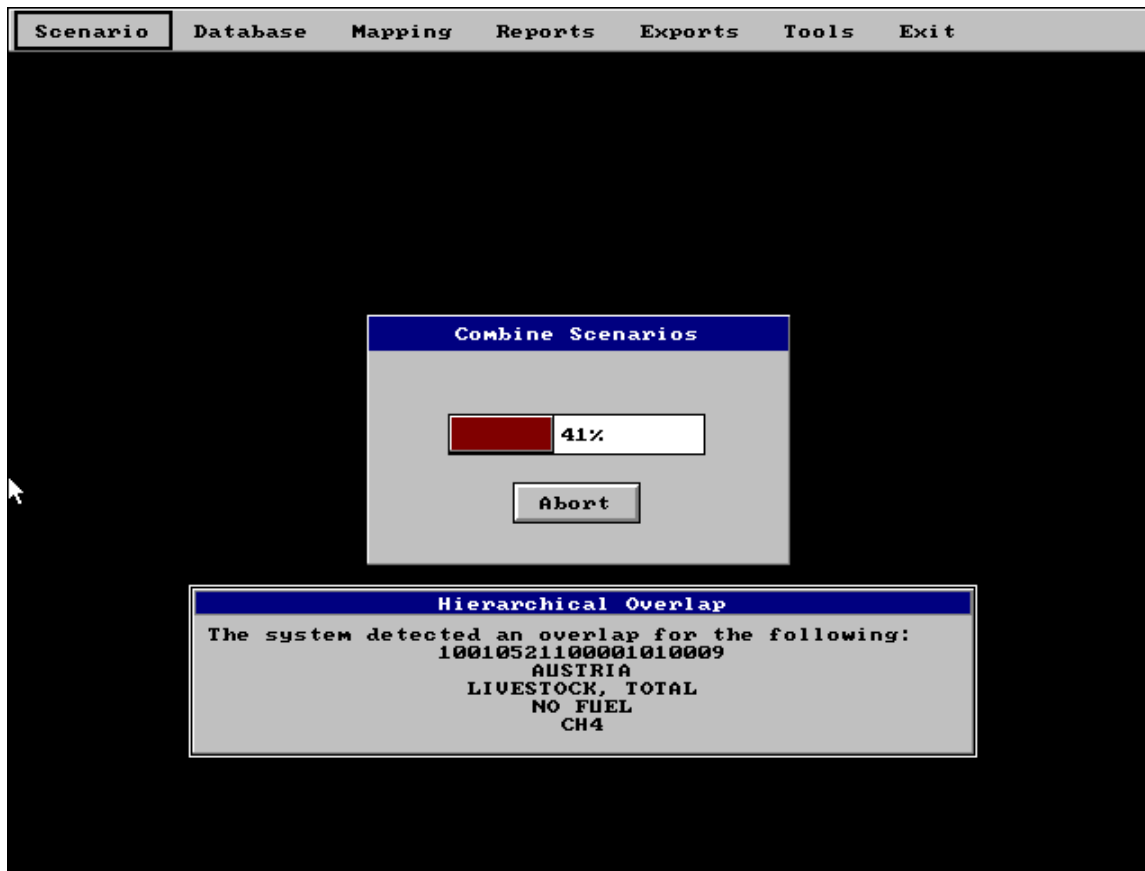 Scenario Database Mapping Reports Exports Tools Exit
Combine Scenarios
41%
Abort
Hierarchical Overlap
The system detected an overlap for the following:
100105211100001010009
AUSTRIA
LIVESTOCK, TOTAL
NO FUEL
CH4